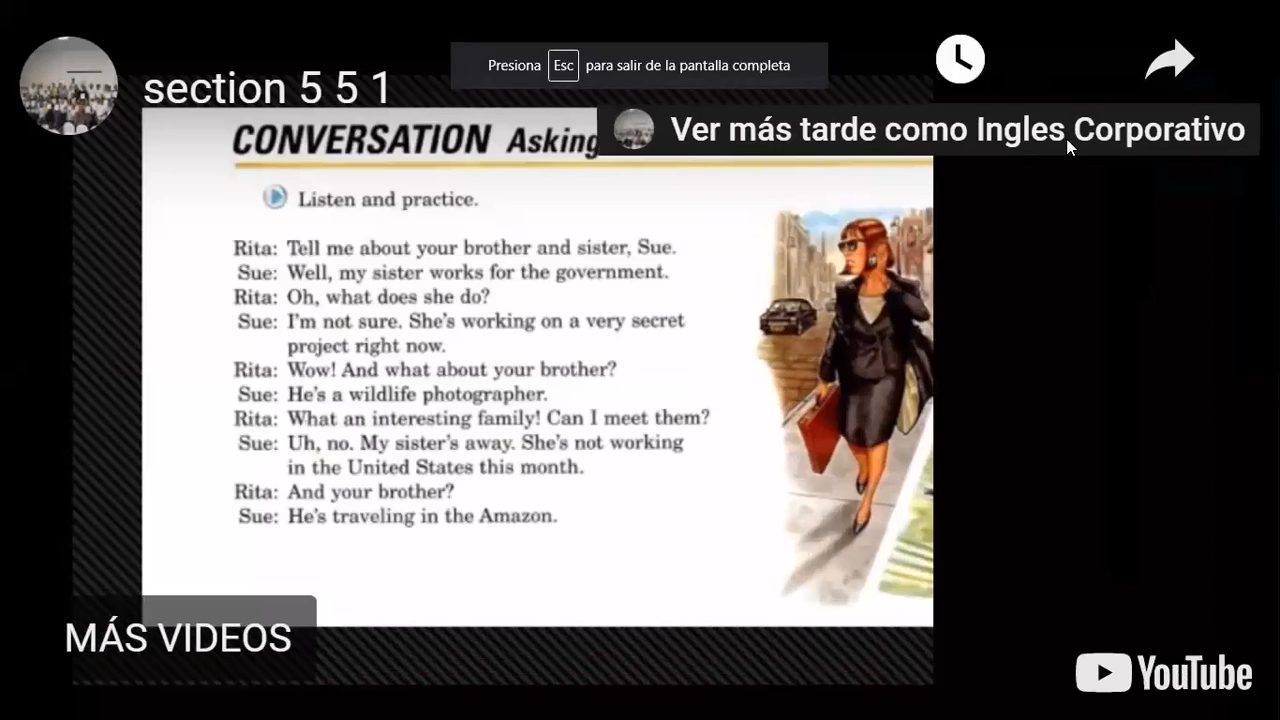 Presiona Esc para salir de la pantalla completa
section 5 5 1
Ver más tarde como Ingles Corporativo
CONVERSATION Asking
Listen and practice.
Rita: Tell me about your brother and sister, Sue.
Sue: Well, my sister works for the government.
Rita: Oh, what does she do?
Sue: I'm not sure. She's working on a very secret
project right now.
Rita: Wow! And what about your brother?
Sue: He's a wildlife photographer.
Rita: What an interesting family! Can I meet them?
Sue: Uh, no. My sister's away. She's not working
in the United States this month.
Rita: And your brother?
Sue: He's traveling in the Amazon.
MÁS VIDEOS
YouTube